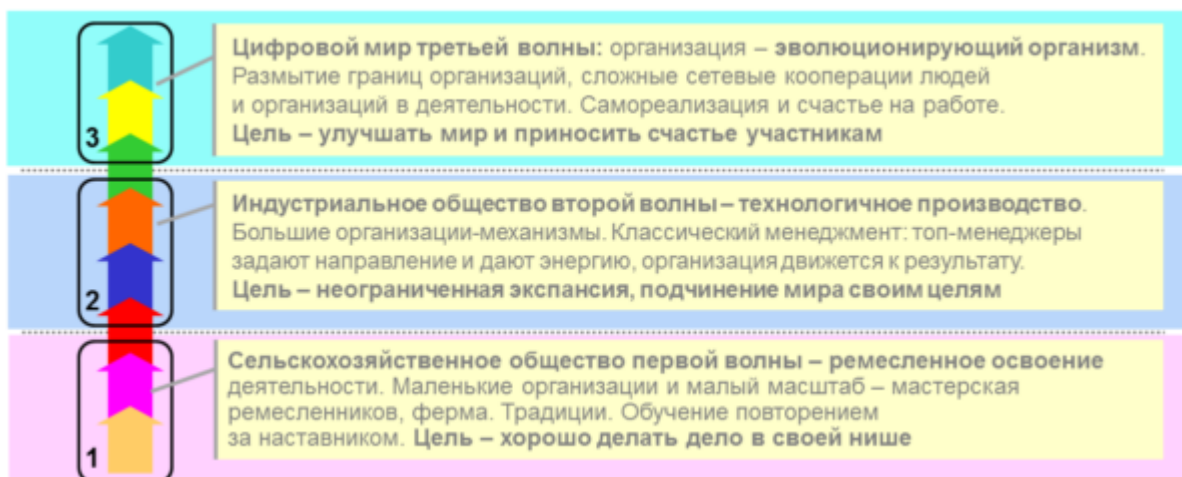 Цифровой мир третьей волны: организация – эволюционирующий организм.
Размытие границ организаций, сложные сетевые кооперации людей
и организаций в деятельности. Самореализация и счастье на работе.
Цель – улучшать мир и приносить счастье участникам
3
Индустриальное общество второй волны – технологичное производство.
Большие организации-механизмы. Классический менеджмент: топ-менеджеры
задают направление и дают энергию, организация движется к результату.
Цель – неограниченная экспансия, подчинение мира своим целям
2
Сельскохозяйственное общество первой волны – ремесленное освоение
деятельности. Маленькие организации и малый масштаб – мастерская
ремесленников, ферма. Традиции. Обучение повторением
за наставником. Цель – хорошо делать дело в своей нише
1